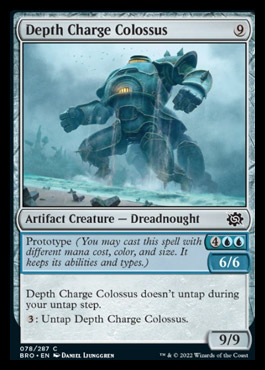 Depth Charge Colossus 9
Artifact Creature — Dreadnought
Prototype (You may cast this spell with
different mana cost, color, and size. It
keeps its abilities and types.)
4
6/6
Depth Charge Colossus doesn't untap during
your untap step.
3: Untap Depth Charge Colossus.
9/9
078/287 C
BRO • EN Daniel Ljunggren
™ & © 2022 Wizards of the Coast